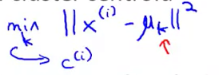 min ||x^(i) - μ_k||²
k
c^(i)